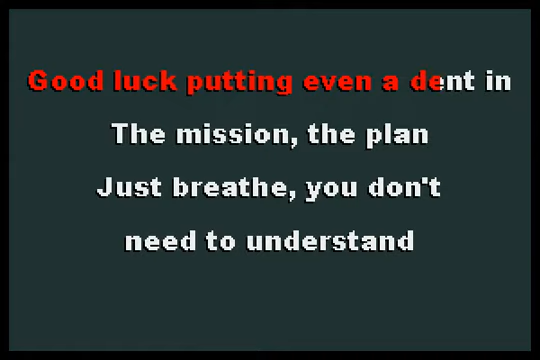 Good luck putting even a dent in
The mission, the plan
Just breathe, you don't
need to understand